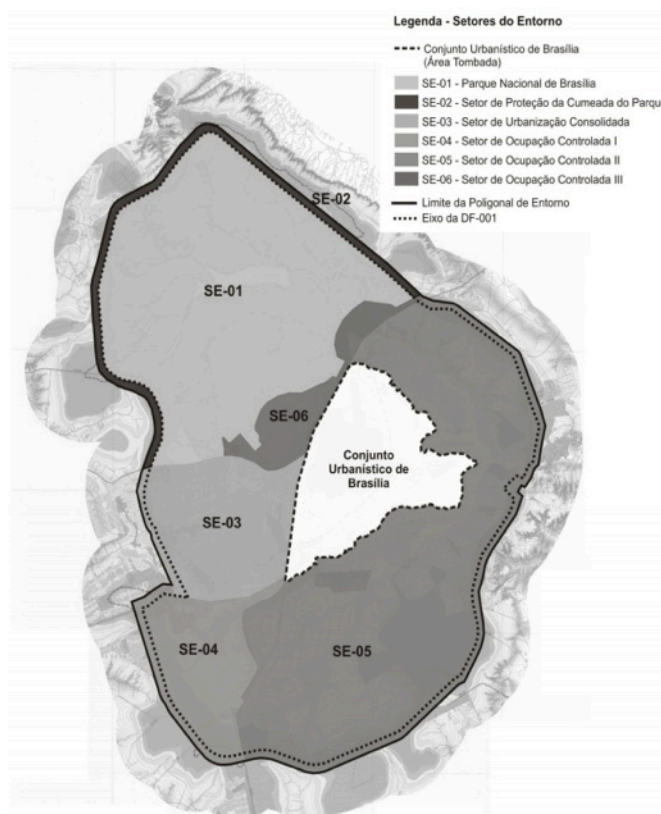 Legenda - Setores do Entorno
Conjunto Urbanístico de Brasília
(Área Tombada)
SE-01 - Parque Nacional de Brasília
SE-02 - Setor de Proteção da Cumeada do Parque
SE-03 - Setor de Urbanização Consolidada
SE-04 - Setor de Ocupação Controlada I
SE-05 - Setor de Ocupação Controlada II
SE-06 - Setor de Ocupação Controlada III
Limite da Poligonal de Entorno
Eixo da DF-001
SE-02
SE-01
SE-06
Conjunto
Urbanístico de
Brasília
SE-03
SE-04
SE-05